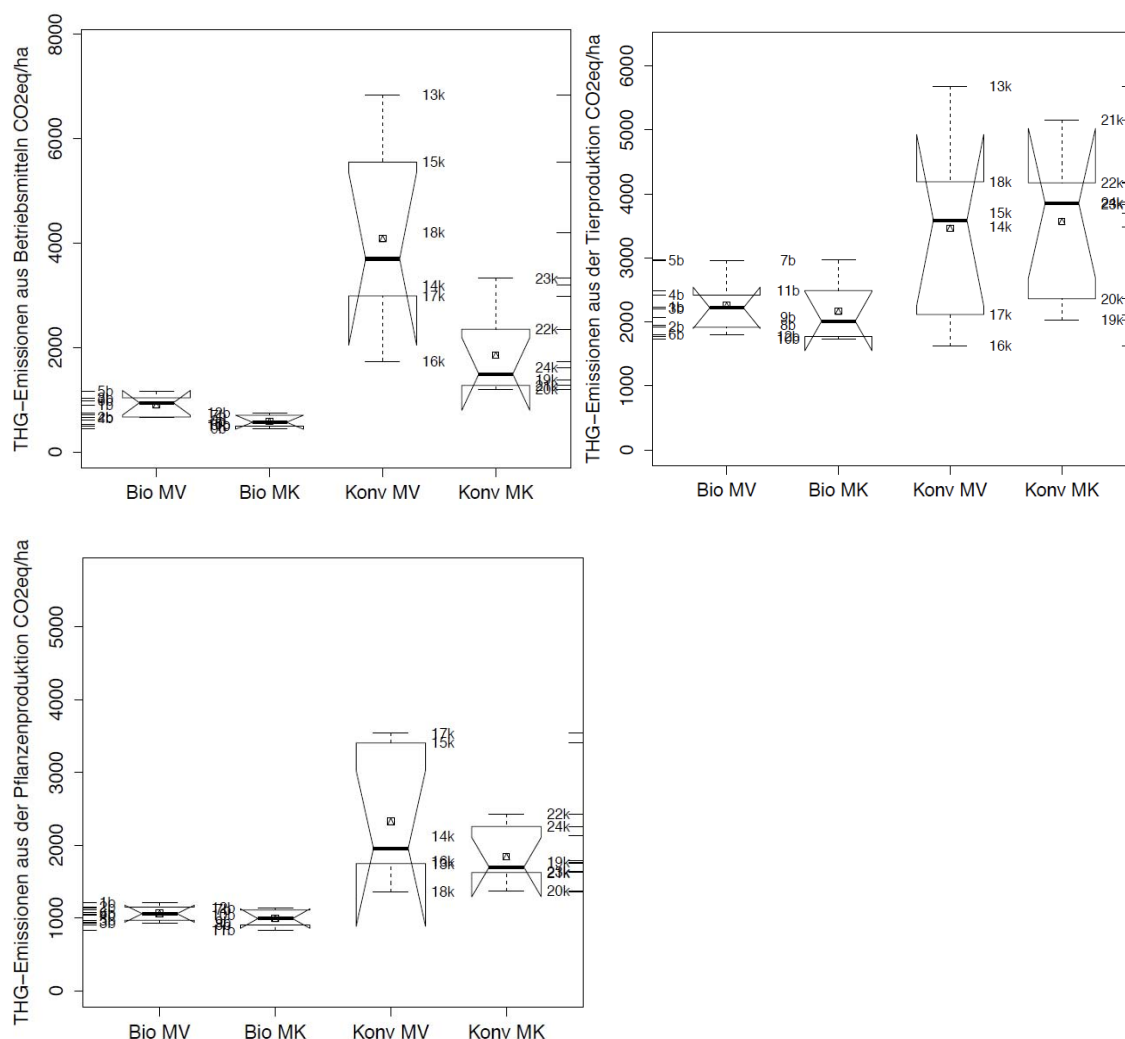 THG−Emissionen aus Betriebsmitteln CO2eq/ha
8000
6000
4000
2000
0
13k
15k
18k
14k
17k
16k
23k
22k
24k
19k
20k
5b
1b
2b
4b
12b
Bio MV
Bio MK
Konv MV
Konv MK
THG−Emissionen aus der Tierproduktion CO2eq/ha
6000
5000
4000
3000
2000
1000
0
13k
18k
15k
14k
17k
16k
21k
22k
20k
19k
5b
4b
2b
6b
7b
11b
9b
8b
Bio MV
Bio MK
Konv MV
Konv MK
THG−Emissionen aus der Pflanzenproduktion CO2eq/ha
5000
4000
3000
2000
1000
0
17k
15k
14k
16k
18k
22k
24k
19k
20k
1b
12b
11b
Bio MV
Bio MK
Konv MV
Konv MK